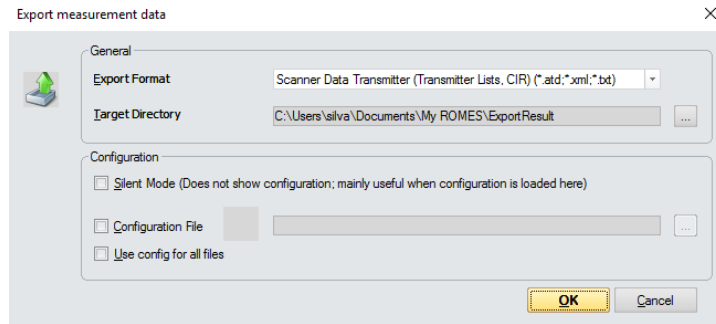 Export measurement data
General
Export Format
Scanner Data Transmitter (Transmitter Lists, CIR) (*.atd;*.xml;*.txt)
Target Directory
C:\Users\silva\Documents\My ROMES\ExportResult
...
Configuration
Silent Mode (Does not show configuration; mainly useful when configuration is loaded here)
Configuration File
...
Use config for all files
OK
Cancel